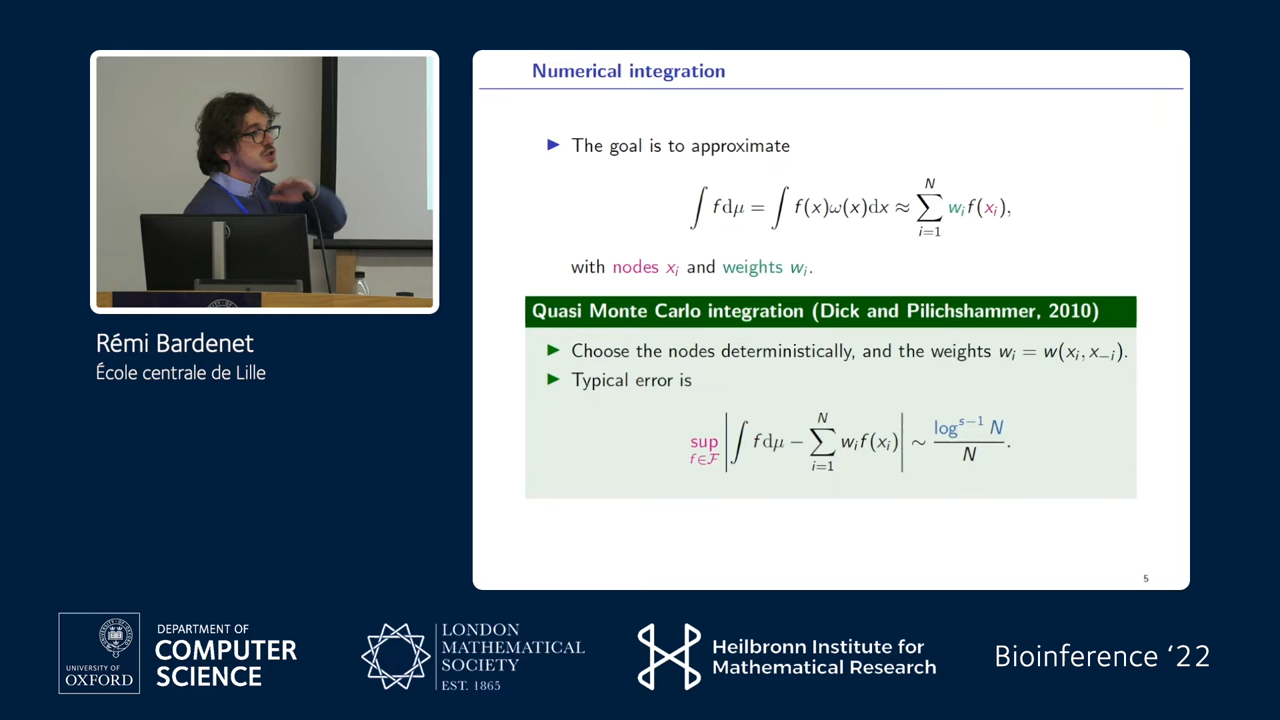 Numerical integration
▶ The goal is to approximate
∫ f dμ = ∫ f(x)ω(x)dx ≈ ∑_{i=1}^{N} w_i f(x_i),
with nodes x_i and weights w_i.
Quasi Monte Carlo integration (Dick and Pilichshammer, 2010)
▶ Choose the nodes deterministically, and the weights w_i = w(x_i, x_{−i}).
▶ Typical error is
sup_{f∈ℱ} |∫ f dμ − ∑_{i=1}^{N} w_i f(x_i)| ∼ log^{s−1} N / N.
5
Rémi Bardenet
École centrale de Lille
UNIVERSITY OF
OXFORD
DEPARTMENT OF
COMPUTER
SCIENCE
LONDON
MATHEMATICAL
SOCIETY
EST. 1865
Heilbronn Institute for
Mathematical Research
Bioinference ‘22